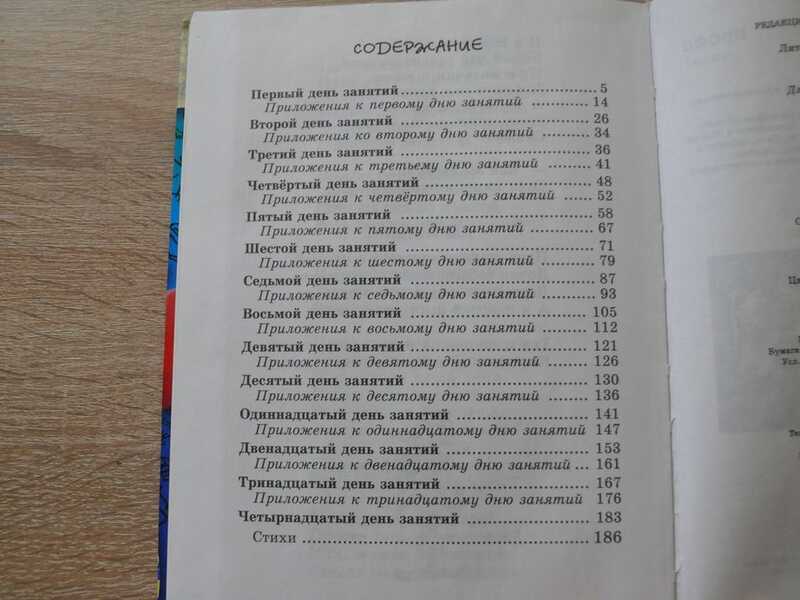 СОДЕРЖАНИЕ
Первый день занятий........................................ 5
Приложения к первому дню занятий ............ 14
Второй день занятий ........................................ 26
Приложения ко второму дню занятий ........... 34
Третий день занятий ........................................ 36
Приложения к третьему дню занятий .......... 41
Четвёртый день занятий ................................... 48
Приложения к четвёртому дню занятий ...... 52
Пятый день занятий ........................................ 58
Приложения к пятому дню занятий ............. 67
Шестой день занятий ....................................... 71
Приложения к шестому дню занятий ........... 79
Седьмой день занятий ...................................... 87
Приложения к седьмому дню занятий .......... 93
Восьмой день занятий .................................... 105
Приложения к восьмому дню занятий ......... 112
Девятый день занятий .................................... 121
Приложения к девятому дню занятий ......... 126
Десятый день занятий .................................... 130
Приложения к десятому дню занятий ......... 136
Одиннадцатый день занятий ........................... 141
Приложения к одиннадцатому дню занятий 147
Двенадцатый день занятий ............................. 153
Приложения к двенадцатому дню занятий ... 161
Тринадцатый день занятий ............................. 167
Приложения к тринадцатому дню занятий 176
Четырнадцатый день занятий ......................... 183
Стихи ............................................................ 186
Бумага
Усл.